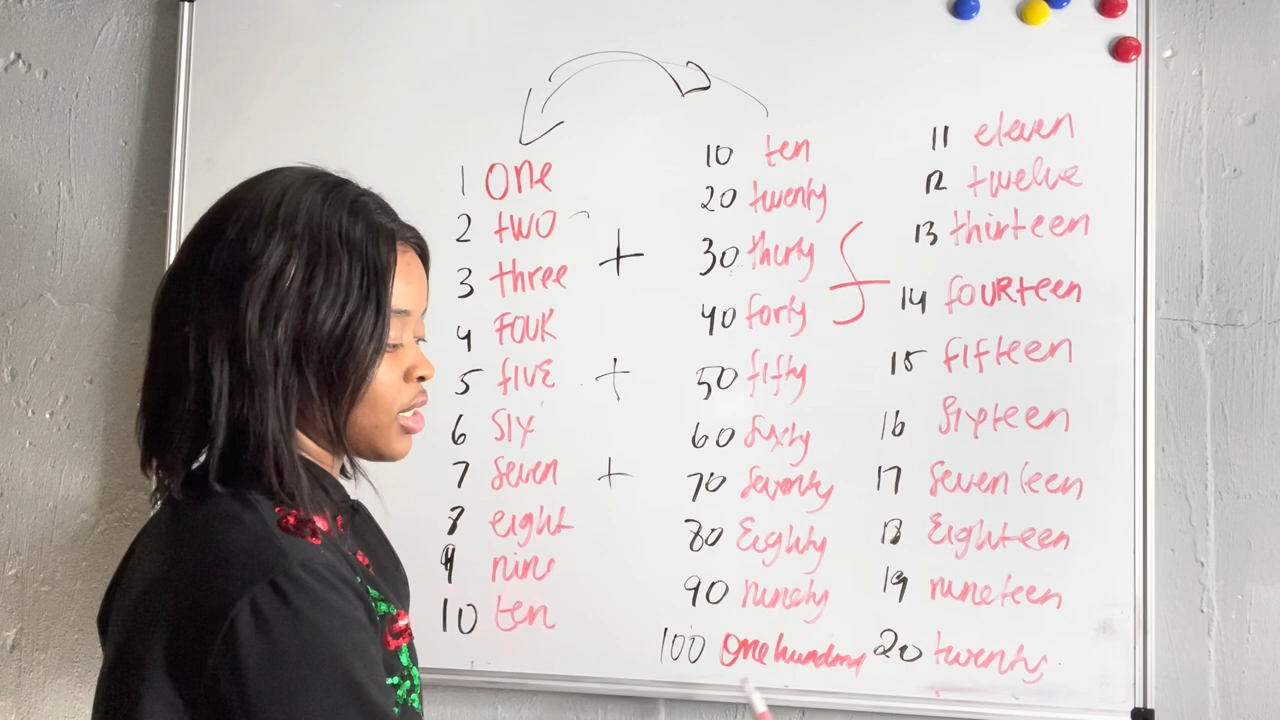 1 one
2 two
3 three
4 FOUR
5 fIVE
6 SIX
7 seven
8 eight
9 nine
10 ten
+
+
+
10 ten
20 twenty
30 thirty
40 forty
50 fifty
60 sixty
70 seventy
80 Eighty
90 ninety
100 One hundred
11 eleven
12 twelve
13 thirteen
14 fOURteen
15 fifteen
16 Sixteen
17 Seventeen
18 Eighteen
19 nineteen
20 twenty